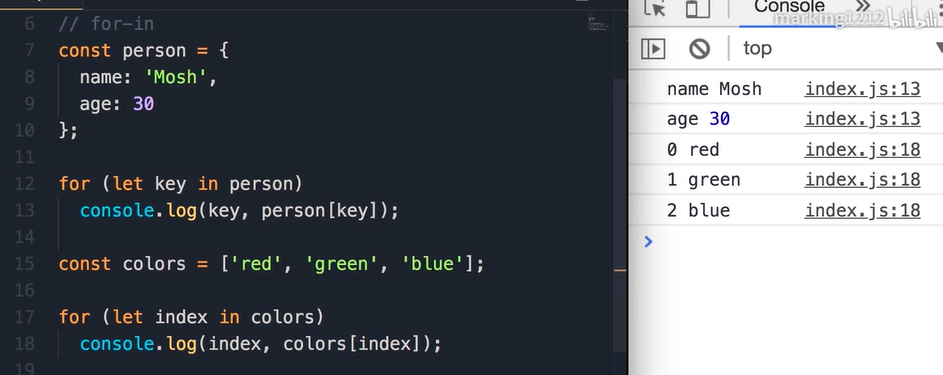 6 // for-in
7 const person = {
8 name: 'Mosh',
9 age: 30
10 };
11
12 for (let key in person)
13 console.log(key, person[key]);
14
15 const colors = ['red', 'green', 'blue'];
16
17 for (let index in colors)
18 console.log(index, colors[index]);
19
Console
marking1212 bilibili
top
name Mosh index.js:13
age 30 index.js:13
0 red index.js:18
1 green index.js:18
2 blue index.js:18